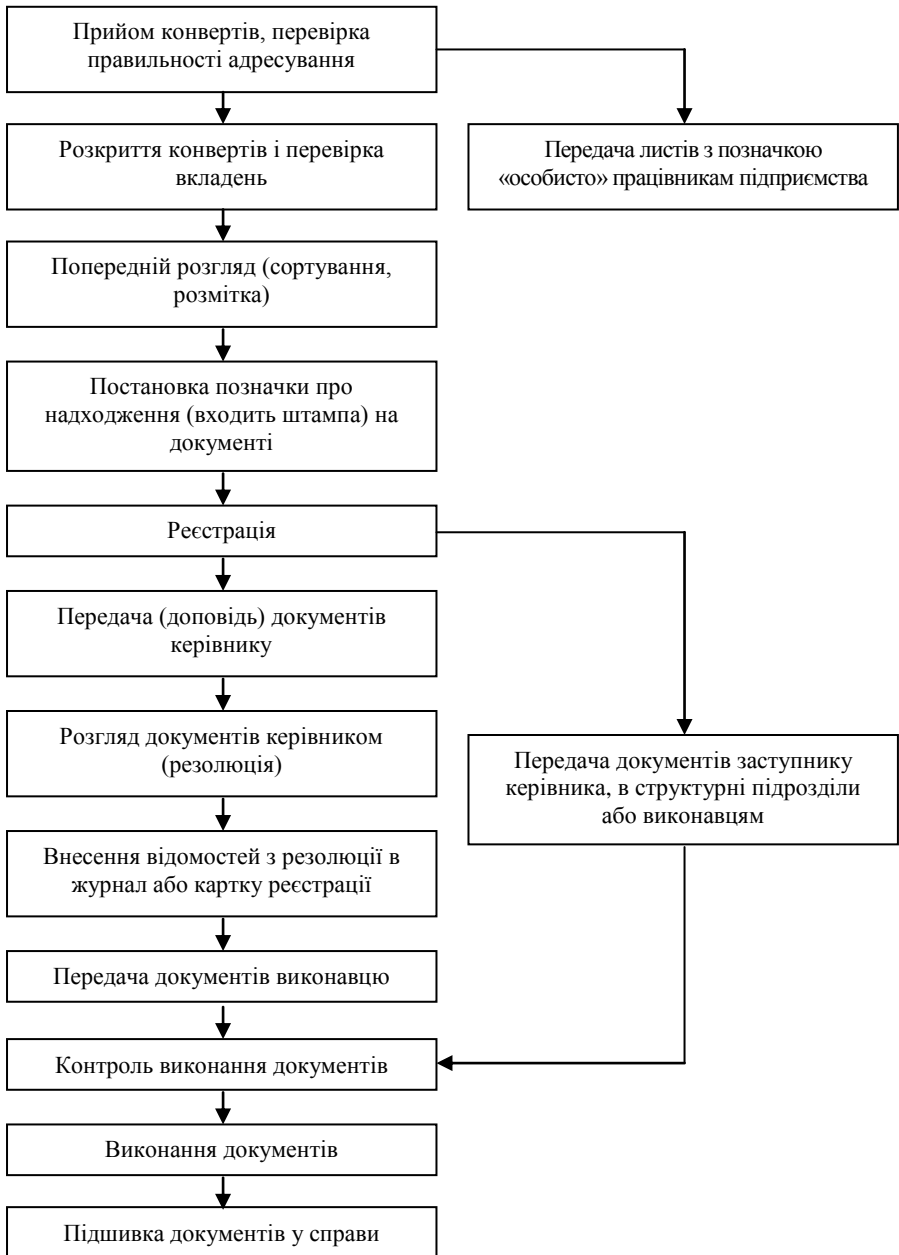 Прийом конвертів, перевірка
правильності адресування
Розкриття конвертів і перевірка
вкладень
Передача листів з позначкою
«особисто» працівникам підприємства
Попередній розгляд (сортування,
розмітка)
Постановка позначки про
надходження (входить штампа) на
документі
Реєстрація
Передача (доповідь) документів
керівнику
Розгляд документів керівником
(резолюція)
Передача документів заступнику
керівника, в структурні підрозділи
або виконавцям
Внесення відомостей з резолюції в
журнал або картку реєстрації
Передача документів виконавцю
Контроль виконання документів
Виконання документів
Підшивка документів у справи